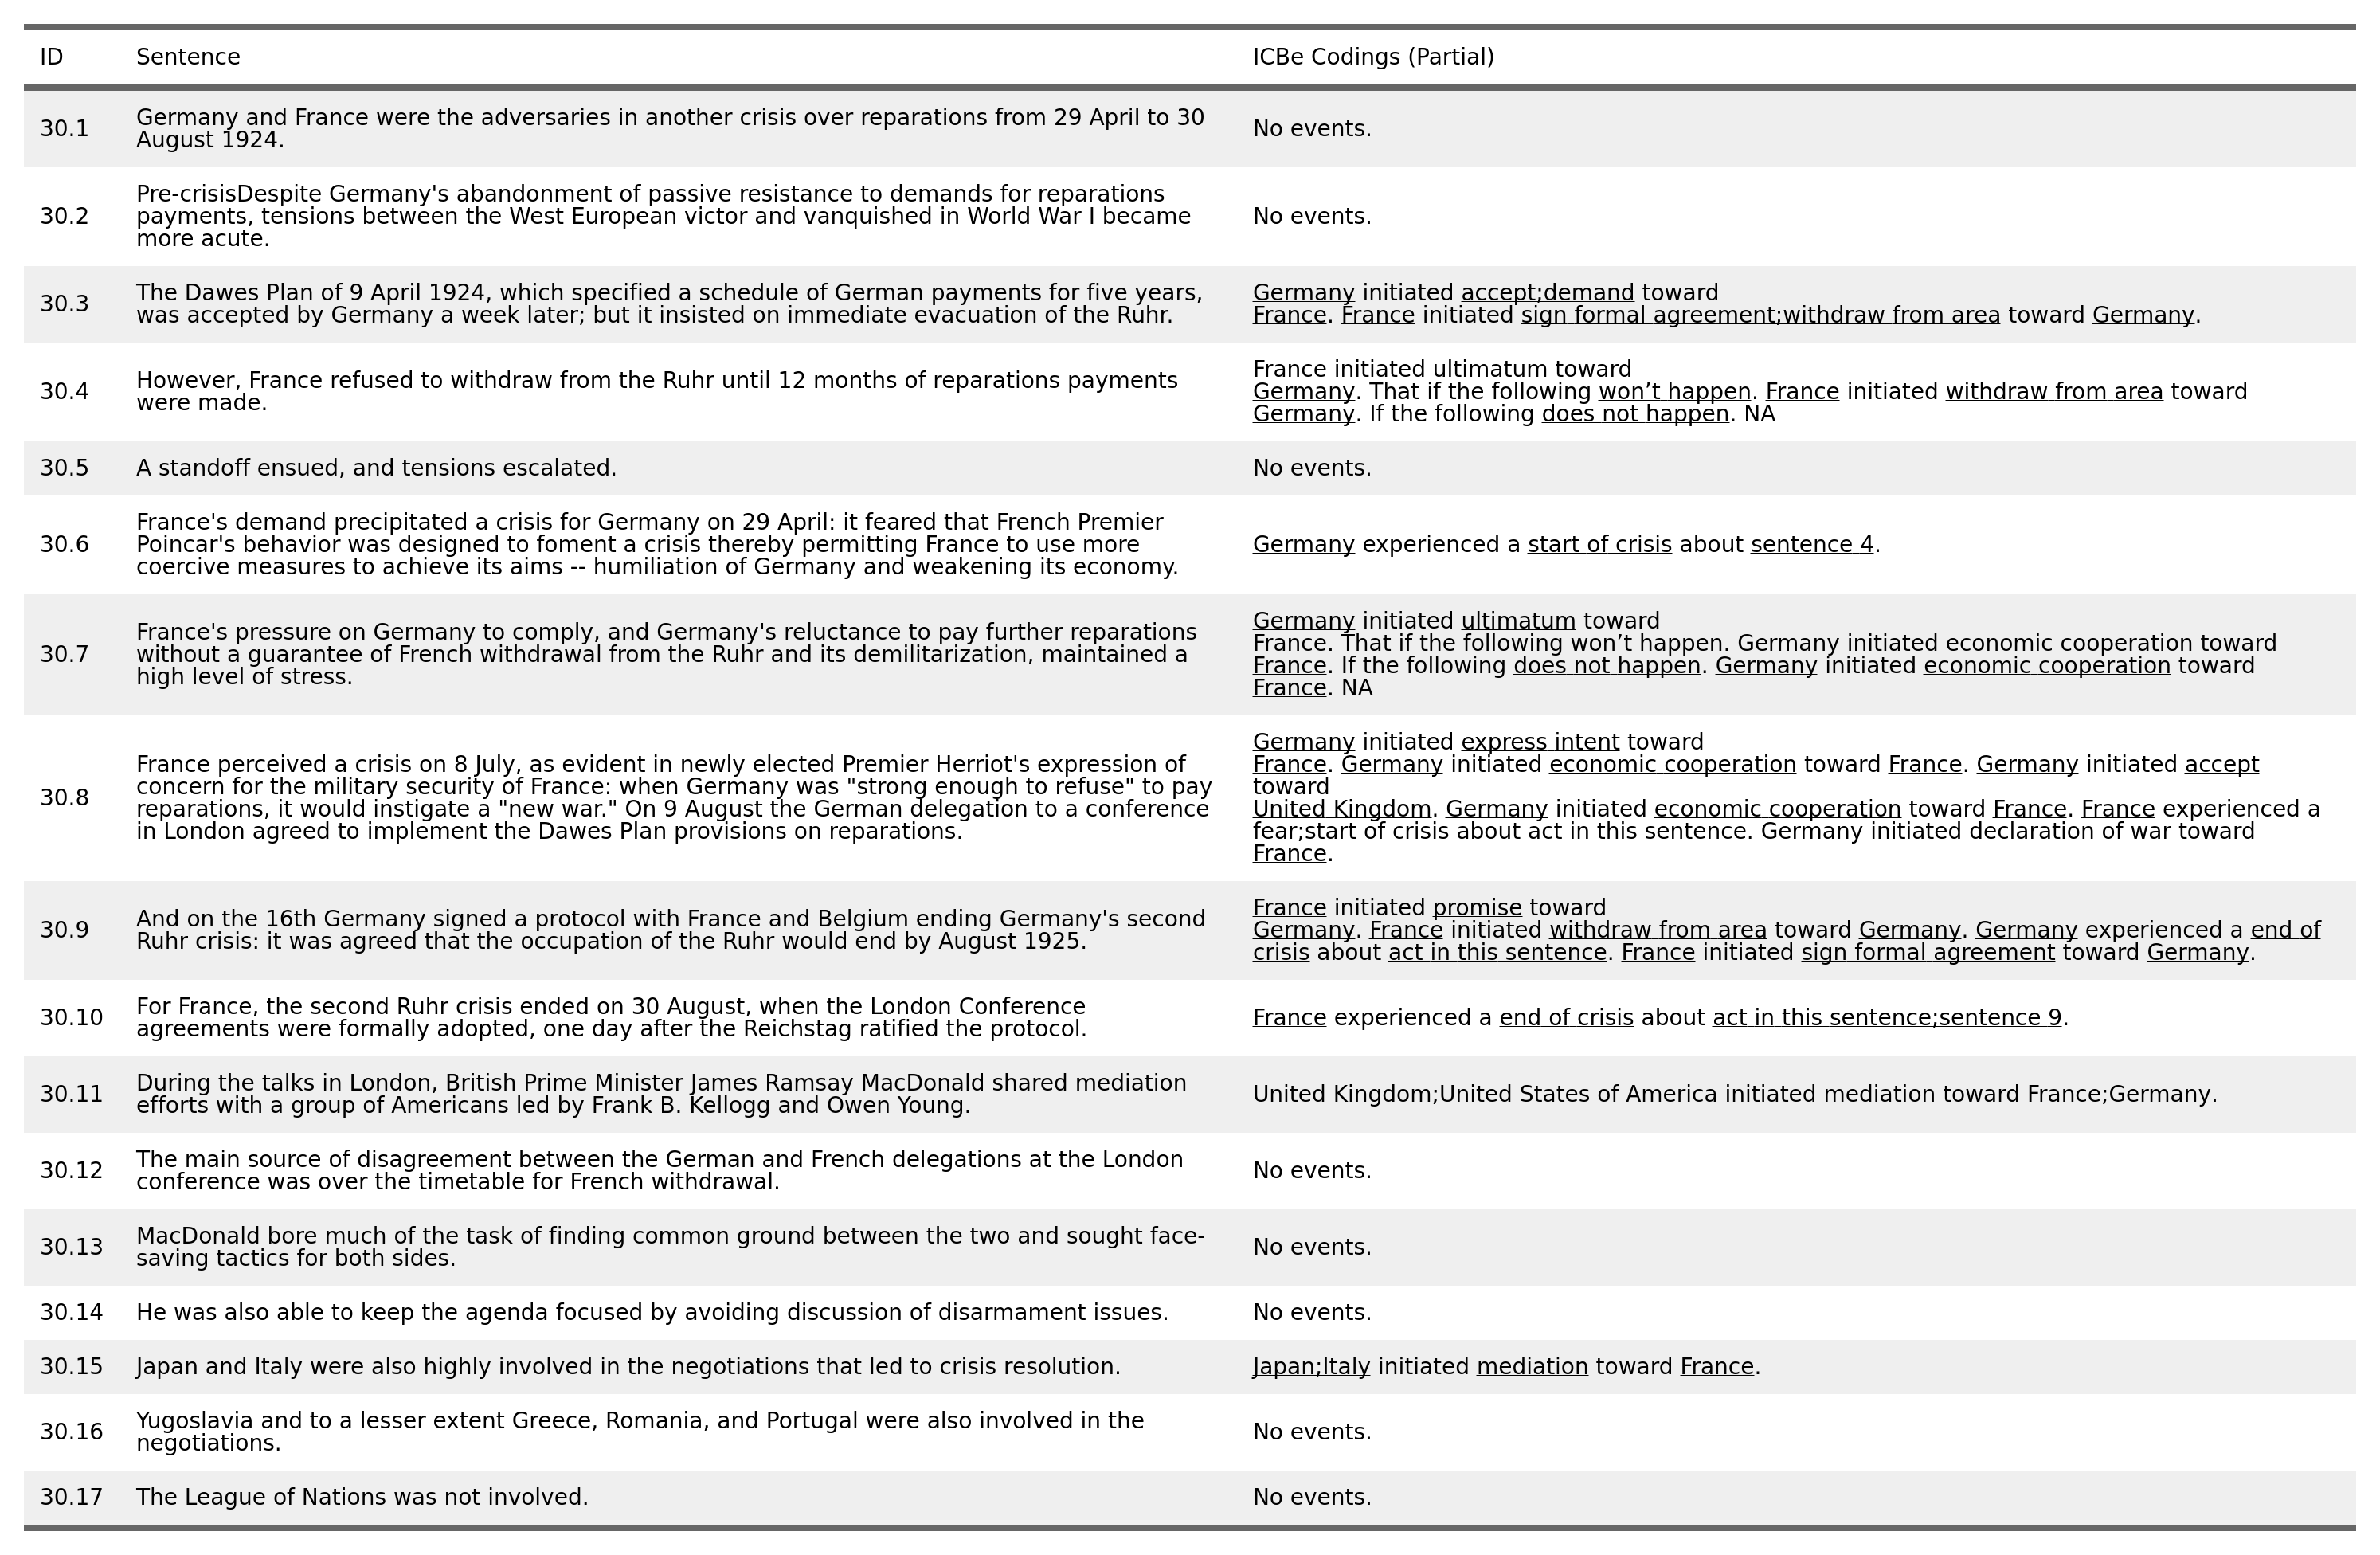 ID Sentence ICBe Codings (Partial)
30.1 Germany and France were the adversaries in another crisis over reparations from 29 April to 30
August 1924.
No events.
30.2 Pre-crisisDespite Germany's abandonment of passive resistance to demands for reparations
payments, tensions between the West European victor and vanquished in World War I became
more acute.
No events.
30.3 The Dawes Plan of 9 April 1924, which specified a schedule of German payments for five years,
was accepted by Germany a week later; but it insisted on immediate evacuation of the Ruhr.
Germany initiated accept;demand toward
France. France initiated sign formal agreement;withdraw from area toward Germany.
30.4 However, France refused to withdraw from the Ruhr until 12 months of reparations payments
were made.
France initiated ultimatum toward
Germany. That if the following won’t happen. France initiated withdraw from area toward
Germany. If the following does not happen. NA
30.5 A standoff ensued, and tensions escalated.
No events.
30.6 France's demand precipitated a crisis for Germany on 29 April: it feared that French Premier
Poincar's behavior was designed to foment a crisis thereby permitting France to use more
coercive measures to achieve its aims -- humiliation of Germany and weakening its economy.
Germany experienced a start of crisis about sentence 4.
30.7 France's pressure on Germany to comply, and Germany's reluctance to pay further reparations
without a guarantee of French withdrawal from the Ruhr and its demilitarization, maintained a
high level of stress.
Germany initiated ultimatum toward
France. That if the following won’t happen. Germany initiated economic cooperation toward
France. If the following does not happen. Germany initiated economic cooperation toward
France. NA
30.8 France perceived a crisis on 8 July, as evident in newly elected Premier Herriot's expression of
concern for the military security of France: when Germany was "strong enough to refuse" to pay
reparations, it would instigate a "new war." On 9 August the German delegation to a conference
in London agreed to implement the Dawes Plan provisions on reparations.
Germany initiated express intent toward
France. Germany initiated economic cooperation toward France. Germany initiated accept
toward
United Kingdom. Germany initiated economic cooperation toward France. France experienced a
fear;start of crisis about act in this sentence. Germany initiated declaration of war toward
France.
30.9 And on the 16th Germany signed a protocol with France and Belgium ending Germany's second
Ruhr crisis: it was agreed that the occupation of the Ruhr would end by August 1925.
France initiated promise toward
Germany. France initiated withdraw from area toward Germany. Germany experienced a end of
crisis about act in this sentence. France initiated sign formal agreement toward Germany.
30.10 For France, the second Ruhr crisis ended on 30 August, when the London Conference
agreements were formally adopted, one day after the Reichstag ratified the protocol.
France experienced a end of crisis about act in this sentence;sentence 9.
30.11 During the talks in London, British Prime Minister James Ramsay MacDonald shared mediation
efforts with a group of Americans led by Frank B. Kellogg and Owen Young.
United Kingdom;United States of America initiated mediation toward France;Germany.
30.12 The main source of disagreement between the German and French delegations at the London
conference was over the timetable for French withdrawal.
No events.
30.13 MacDonald bore much of the task of finding common ground between the two and sought face-
saving tactics for both sides.
No events.
30.14 He was also able to keep the agenda focused by avoiding discussion of disarmament issues.
No events.
30.15 Japan and Italy were also highly involved in the negotiations that led to crisis resolution.
Japan;Italy initiated mediation toward France.
30.16 Yugoslavia and to a lesser extent Greece, Romania, and Portugal were also involved in the
negotiations.
No events.
30.17 The League of Nations was not involved.
No events.